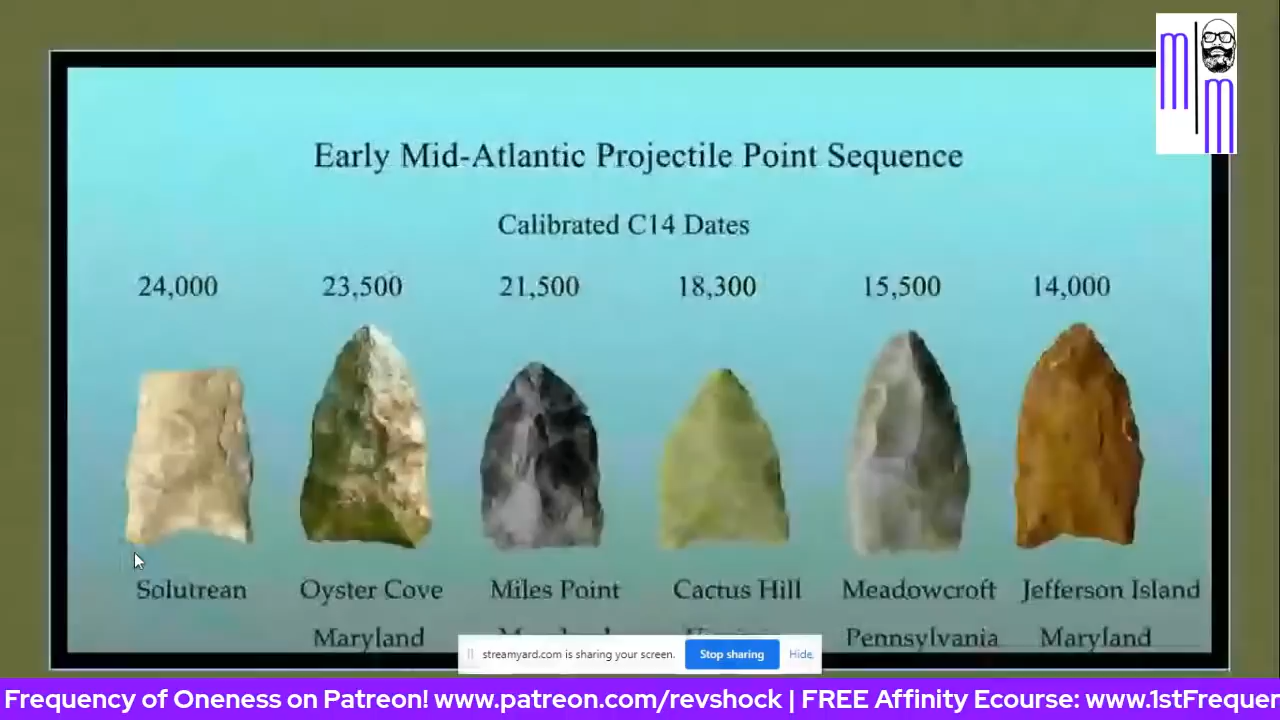 Early Mid-Atlantic Projectile Point Sequence
Calibrated C14 Dates
24,000 23,500 21,500 18,300 15,500 14,000
Solutrean Oyster Cove Miles Point Cactus Hill Meadowcroft Jefferson Island
Maryland Pennsylvania Maryland
streamyard.com is sharing your screen. Stop sharing Hide
Frequency of Oneness on Patreon! www.patreon.com/revshock | FREE Affinity Ecourse: www.1stFrequen